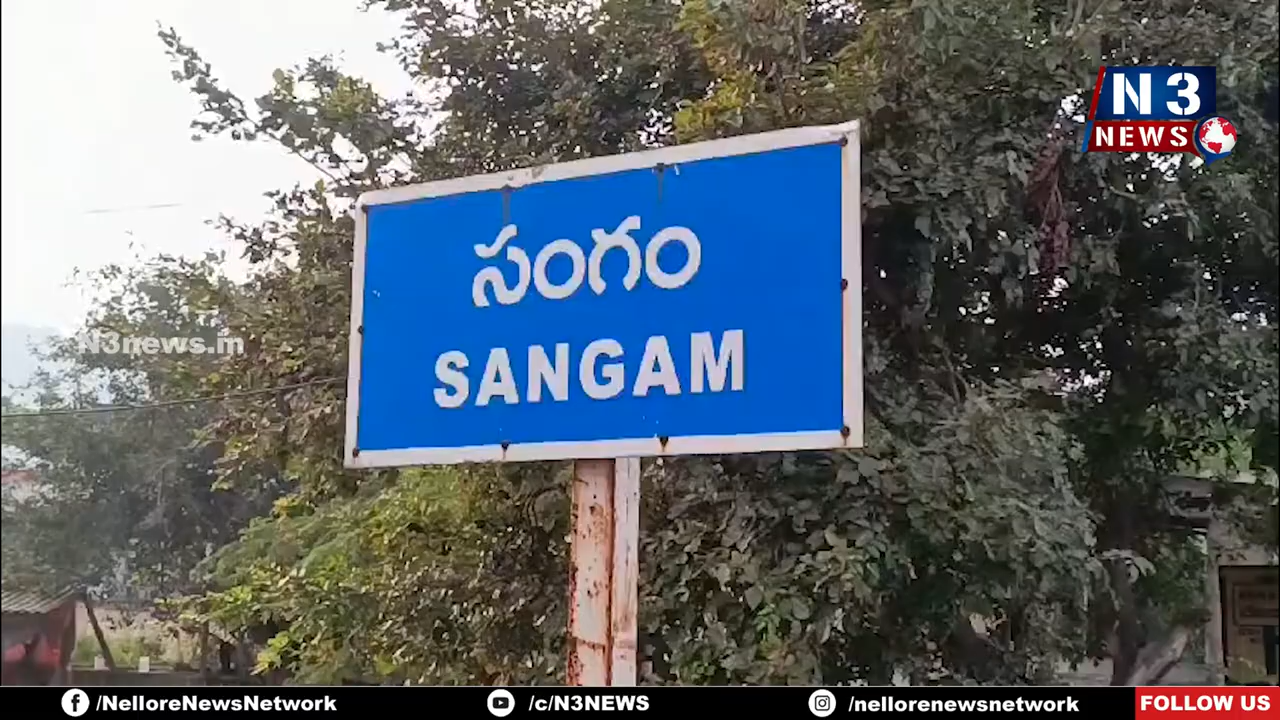 N3
NEWS
సంగం
N3news.in
SANGAM
/NelloreNewsNetwork
/c/N3NEWS
/nellorenewsnetwork
FOLLOW US